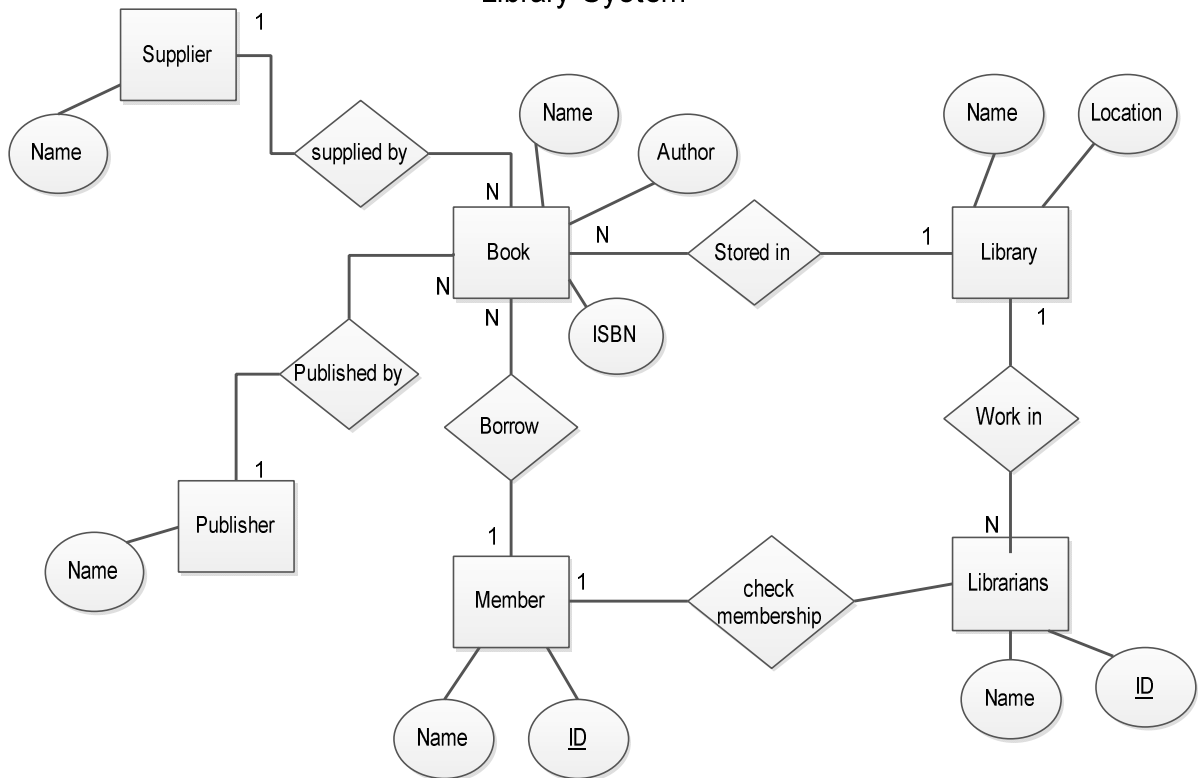 Library System
1
Supplier
Name
supplied by
N
Name
Author
Book
N
Stored in
1
Name
Location
Library
N
N
ISBN
1
Published by
Borrow
Work in
1
Publisher
Name
1
N
Member
1
check
membership
Librarians
Name
ID
Name
ID